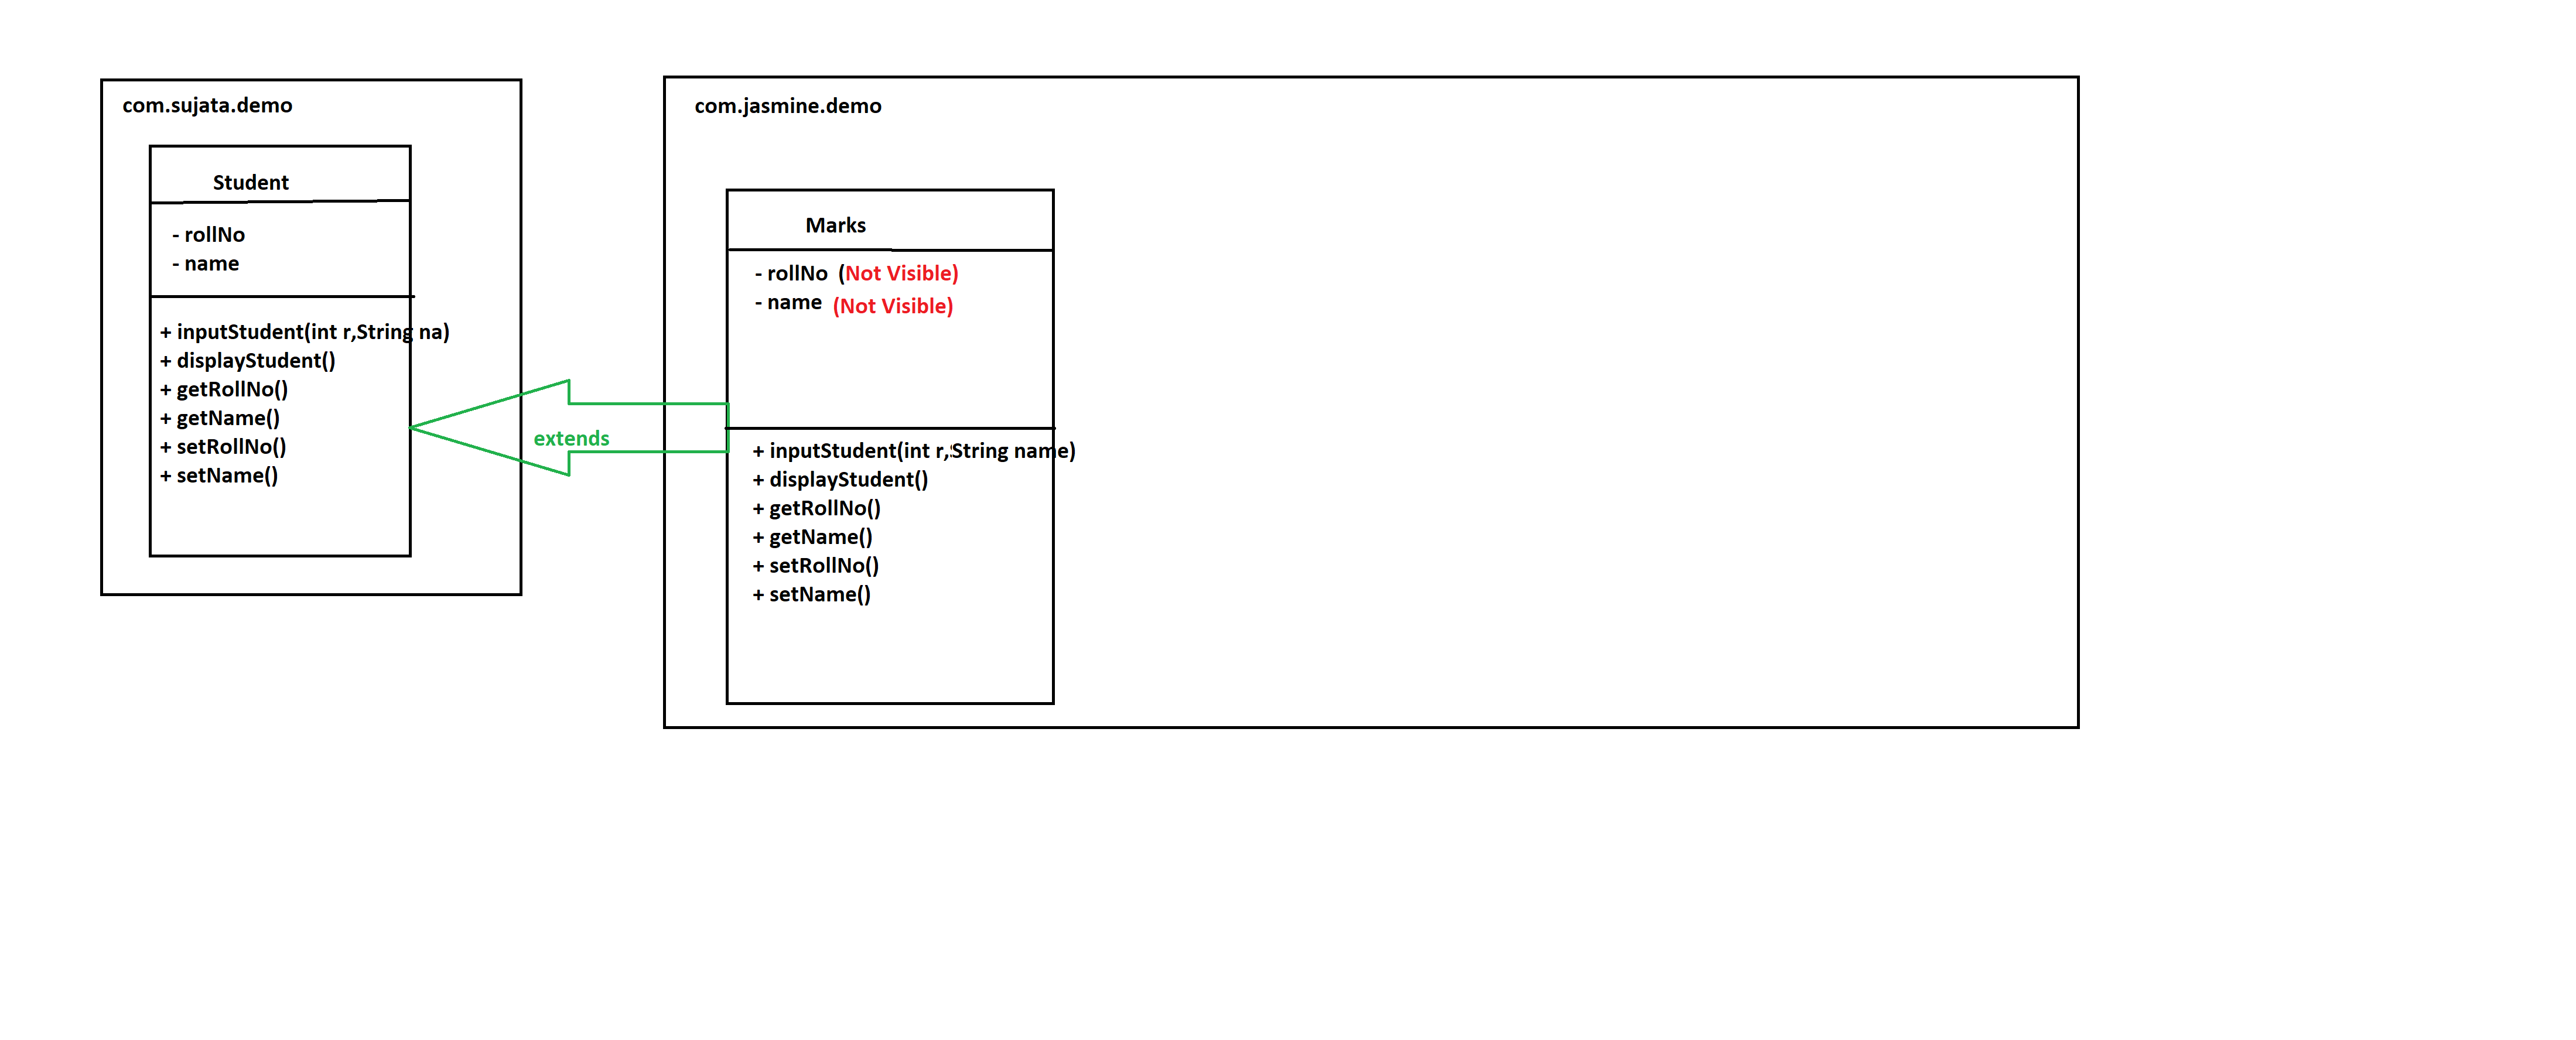 com.sujata.demo
Student
- rollNo
- name
+ inputStudent(int r,String na)
+ displayStudent()
+ getRollNo()
+ getName()
+ setRollNo()
+ setName()
extends
com.jasmine.demo
Marks
- rollNo (Not Visible)
- name (Not Visible)
+ inputStudent(int r,String name)
+ displayStudent()
+ getRollNo()
+ getName()
+ setRollNo()
+ setName()